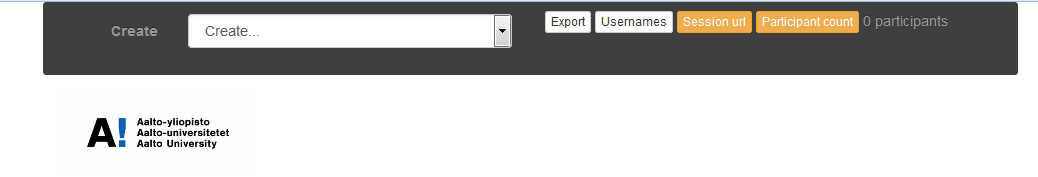 Create Create... Export Usernames Session url Participant count 0 participants
A! Aalto-yliopisto
Aalto-universitetet
Aalto University